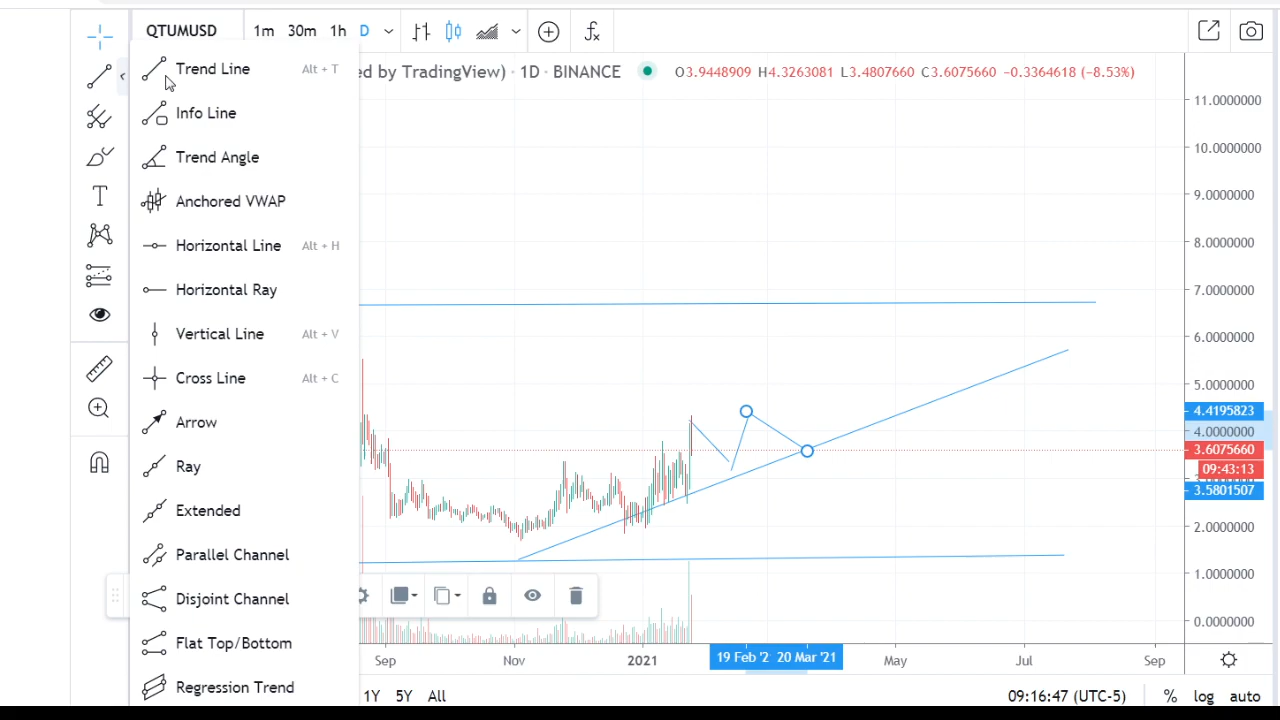 QTUMUSD 1m 30m 1h D
ed by TradingView) · 1D · BINANCE O3.9448909 H4.3263081 L3.4807660 C3.6075660 −0.3364618 (−8.53%)
Trend Line Alt + T
Info Line
Trend Angle
Anchored VWAP
Horizontal Line Alt + H
Horizontal Ray
Vertical Line Alt + V
Cross Line Alt + C
Arrow
Ray
Extended
Parallel Channel
Disjoint Channel
Flat Top/Bottom
Regression Trend
11.0000000
10.0000000
9.0000000
8.0000000
7.0000000
6.0000000
5.0000000
4.4195823
4.0000000
3.6075660
09:43:13
3.5801507
2.0000000
1.0000000
0.0000000
Sep Nov 2021 19 Feb '2 20 Mar '21 May Jul Sep
1Y 5Y All 09:16:47 (UTC-5) % log auto